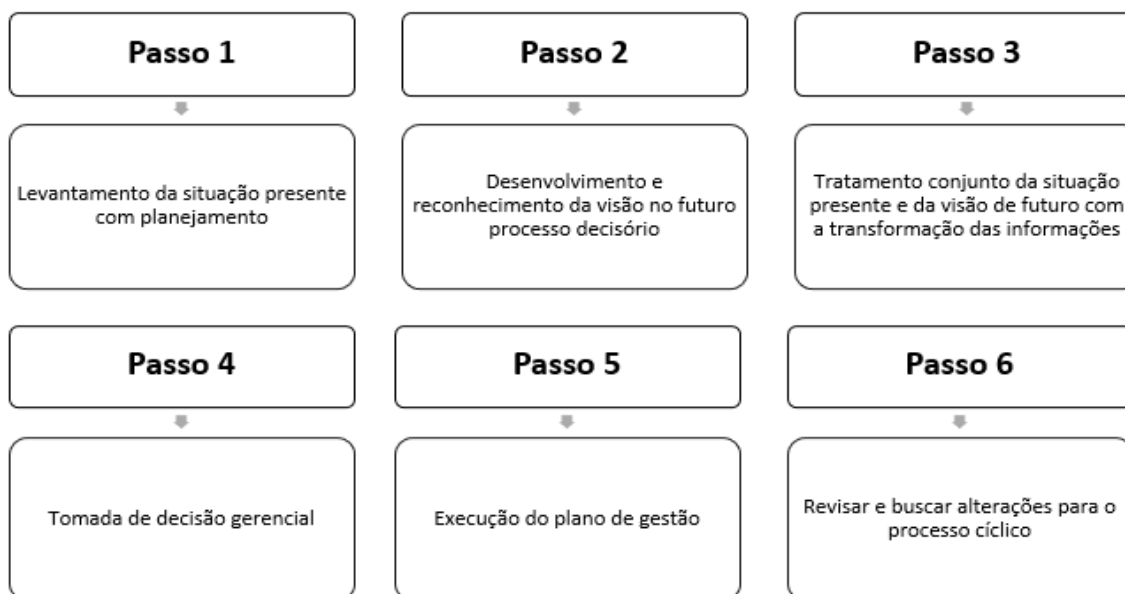 Passo 1
Levantamento da situação presente
com planejamento
Passo 2
Desenvolvimento e
reconhecimento da visão no futuro
processo decisório
Passo 3
Tratamento conjunto da situação
presente e da visão de futuro com
a transformação das informações
Passo 4
Tomada de decisão gerencial
Passo 5
Execução do plano de gestão
Passo 6
Revisar e buscar alterações para o
processo cíclico